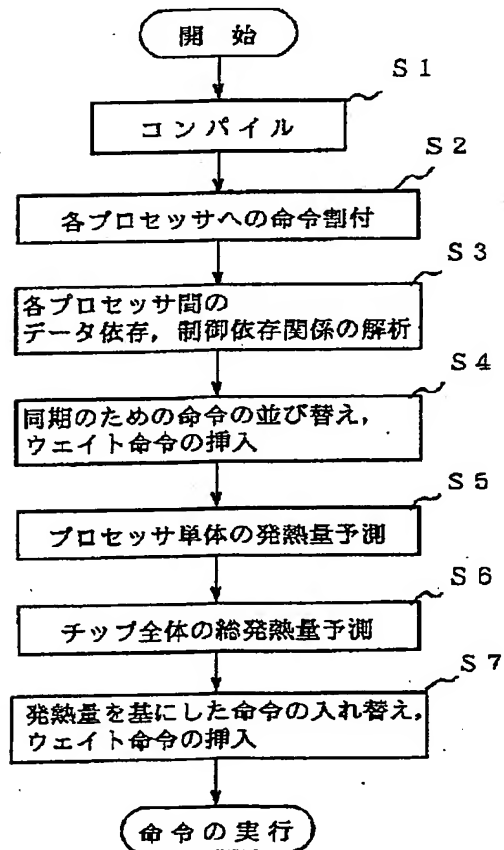 開始
S1
コンパイル
S2
各プロセッサへの命令割付
S3
各プロセッサ間の
データ依存，制御依存関係の解析
S4
同期のための命令の並び替え，
ウェイト命令の挿入
S5
プロセッサ単体の発熱量予測
S6
チップ全体の総発熱量予測
S7
発熱量を基にした命令の入れ替え，
ウェイト命令の挿入
命令の実行